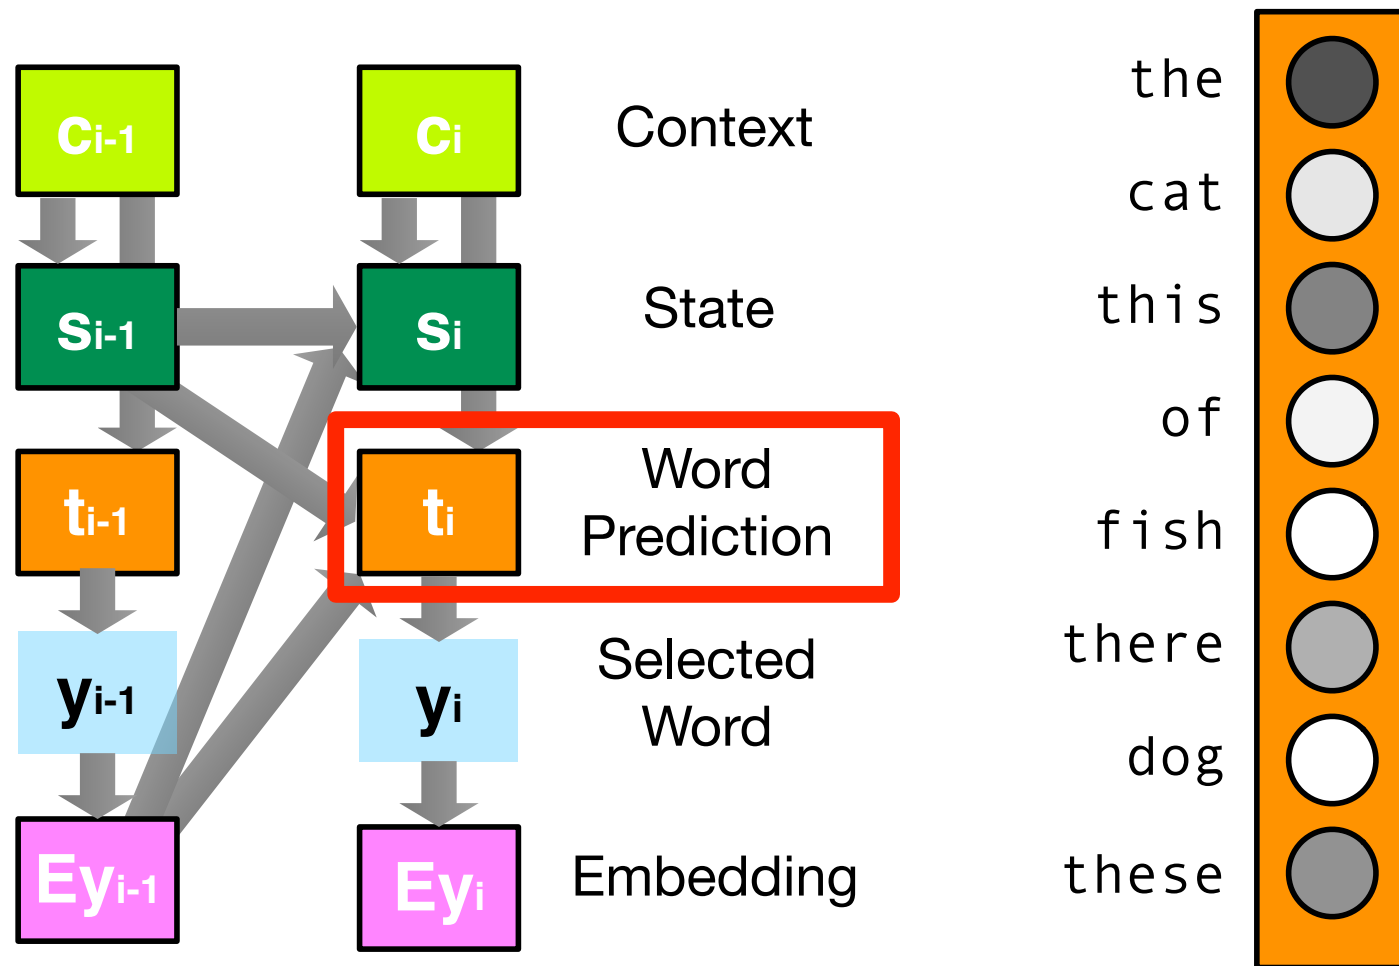 ci-1 ci Context
si-1 si State
ti-1 ti Word
Prediction
yi-1 yi Selected
Word
Eyi-1 Eyi Embedding
the
cat
this
of
fish
there
dog
these